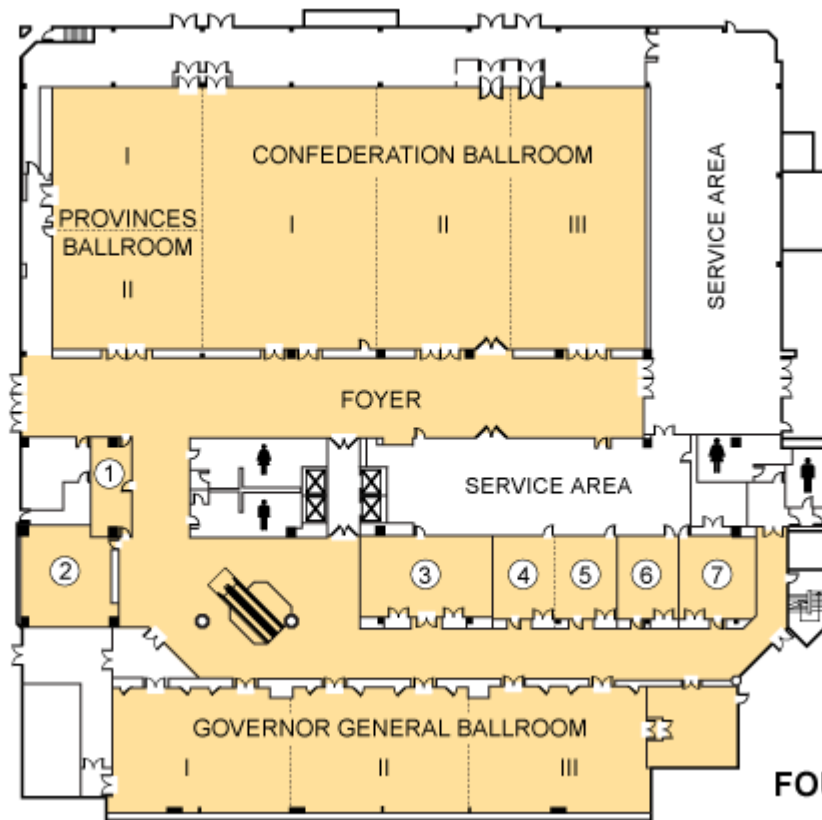 I
CONFEDERATION BALLROOM
PROVINCES
BALLROOM
I
II
III
II
SERVICE AREA
FOYER
1
SERVICE AREA
2
3
4
5
6
7
GOVERNOR GENERAL BALLROOM
I
II
III